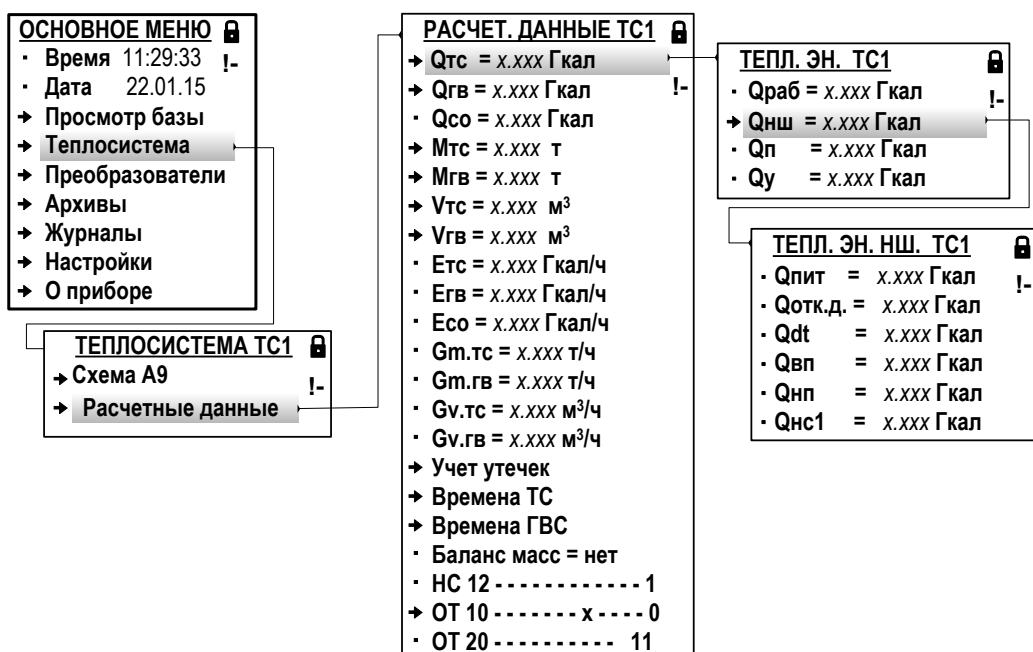 ОСНОВНОЕ МЕНЮ
· Время 11:29:33 !-
· Дата 22.01.15
→ Просмотр базы
→ Теплосистема
→ Преобразователи
→ Архивы
→ Журналы
→ Настройки
→ О приборе
ТЕПЛОСИСТЕМА ТС1
→ Схема А9 !-
→ Расчетные данные
РАСЧЕТ. ДАННЫЕ ТС1
→ Qтс = x.xxx Гкал
→ Qгв = x.xxx Гкал !-
· Qсо = x.xxx Гкал
→ Mтс = x.xxx т
→ Mгв = x.xxx т
→ Vтс = x.xxx м³
→ Vгв = x.xxx м³
· Eтс = x.xxx Гкал/ч
· Eгв = x.xxx Гкал/ч
· Eco = x.xxx Гкал/ч
· Gm.тс = x.xxx т/ч
· Gm.гв = x.xxx т/ч
· Gv.тс = x.xxx м³/ч
· Gv.гв = x.xxx м³/ч
→ Учет утечек
→ Времена ТС
→ Времена ГВС
· Баланс масс = нет
· НС 12 - - - - - - - - - - - - 1
→ ОТ 10 - - - - - - - x - - - - 0
· ОТ 20 - - - - - - - - - - 11
ТЕПЛ. ЭН. ТС1
· Qраб = x.xxx Гкал !-
→ Qнш = x.xxx Гкал
· Qп = x.xxx Гкал
· Qу = x.xxx Гкал
ТЕПЛ. ЭН. НШ. ТС1
· Qпит = x.xxx Гкал !-
· Qотк.д. = x.xxx Гкал
· Qdt = x.xxx Гкал
· Qвп = x.xxx Гкал
· Qнп = x.xxx Гкал
· Qнс1 = x.xxx Гкал